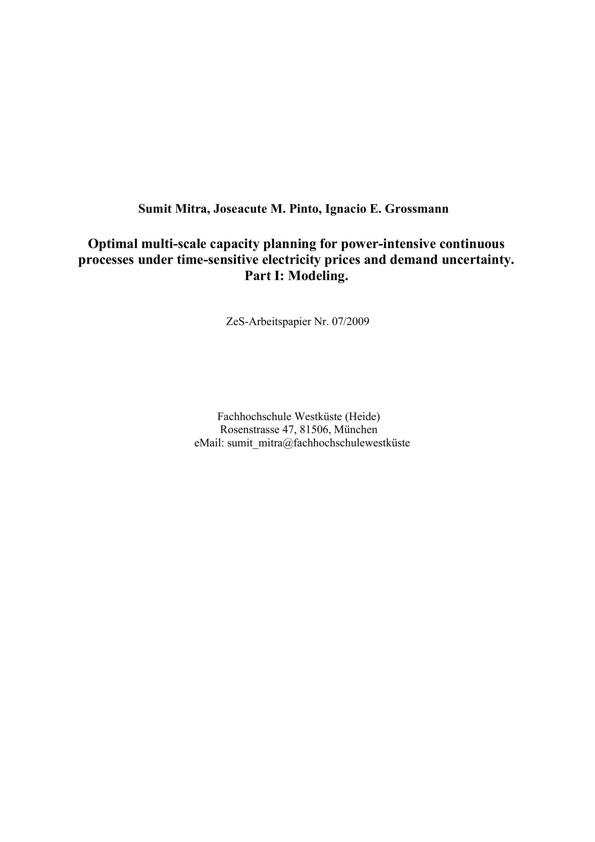 Sumit Mitra, Joseacute M. Pinto, Ignacio E. Grossmann
Optimal multi-scale capacity planning for power-intensive continuous
processes under time-sensitive electricity prices and demand uncertainty.
Part I: Modeling.
ZeS-Arbeitspapier Nr. 07/2009
Fachhochschule Westküste (Heide)
Rosenstrasse 47, 81506, München
eMail: sumit_mitra@fachhochschulewestküste